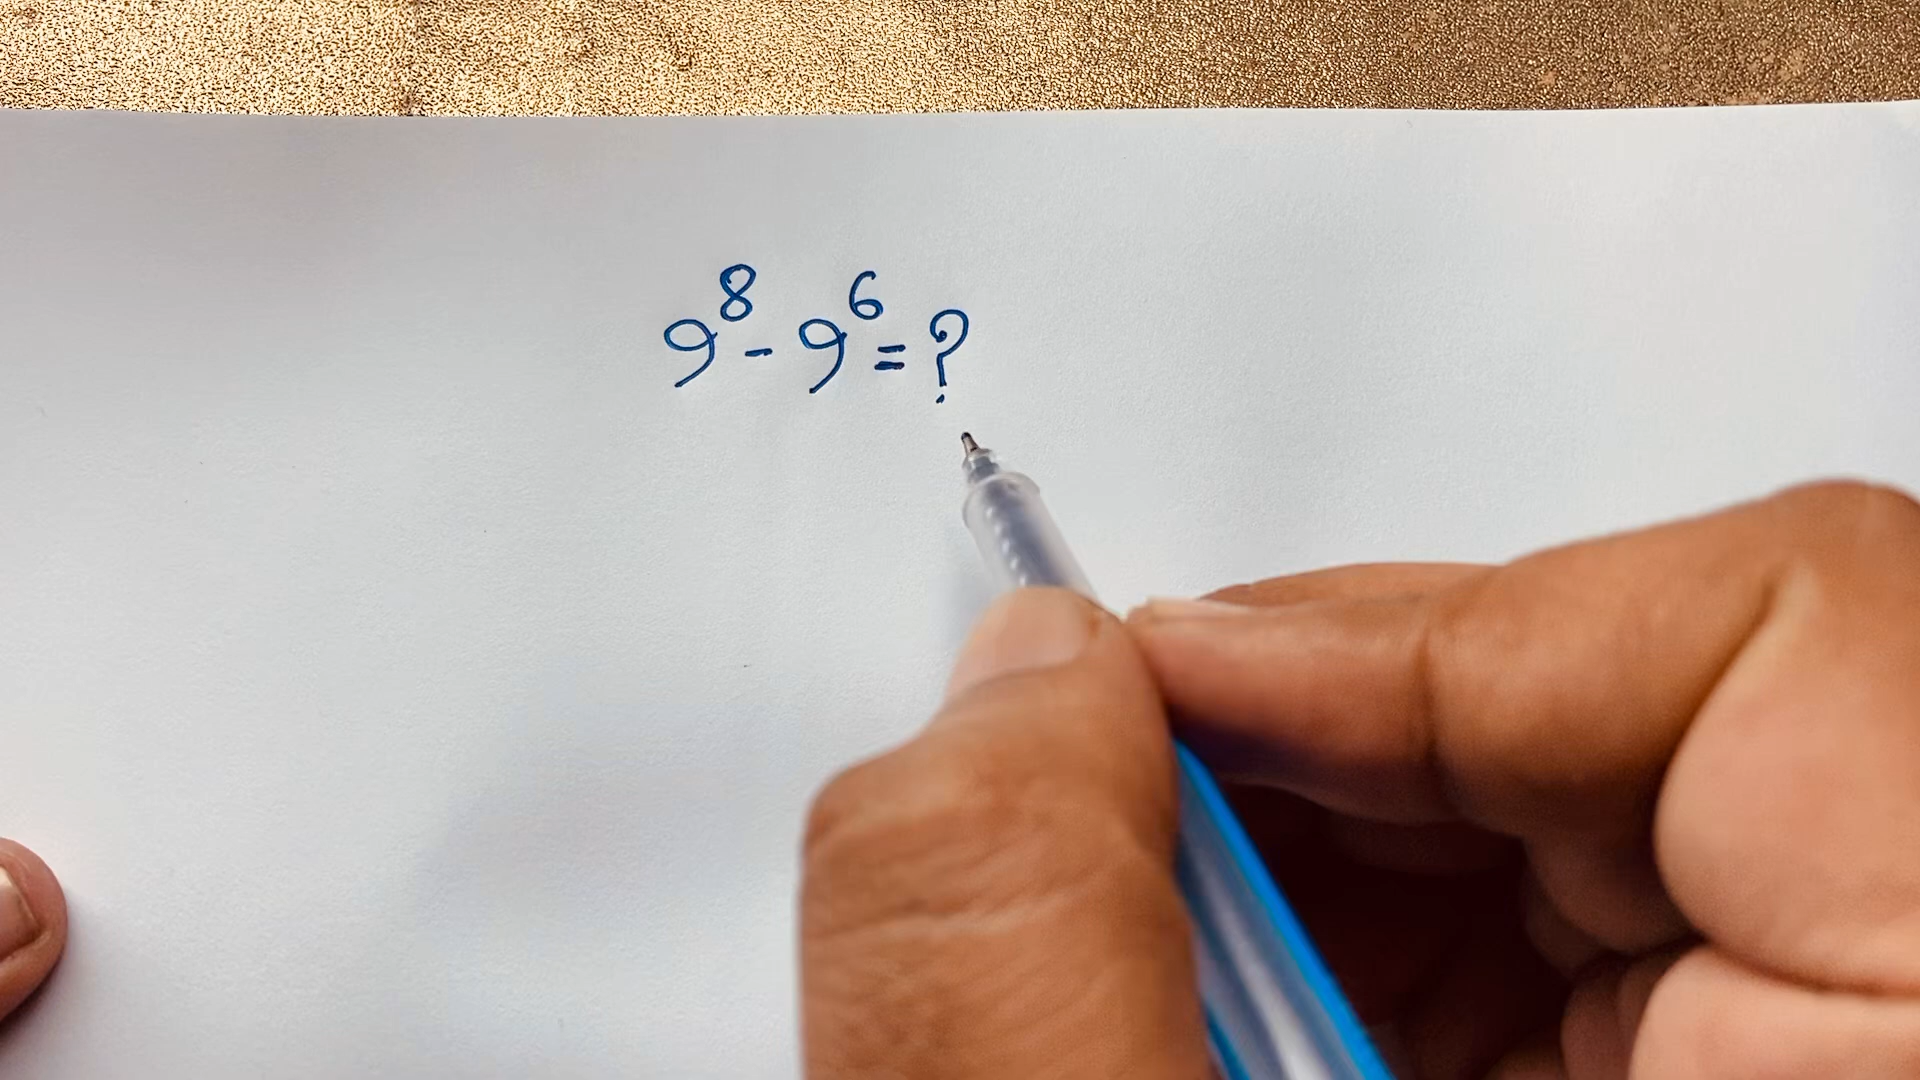 9⁸ - 9⁶ = ?